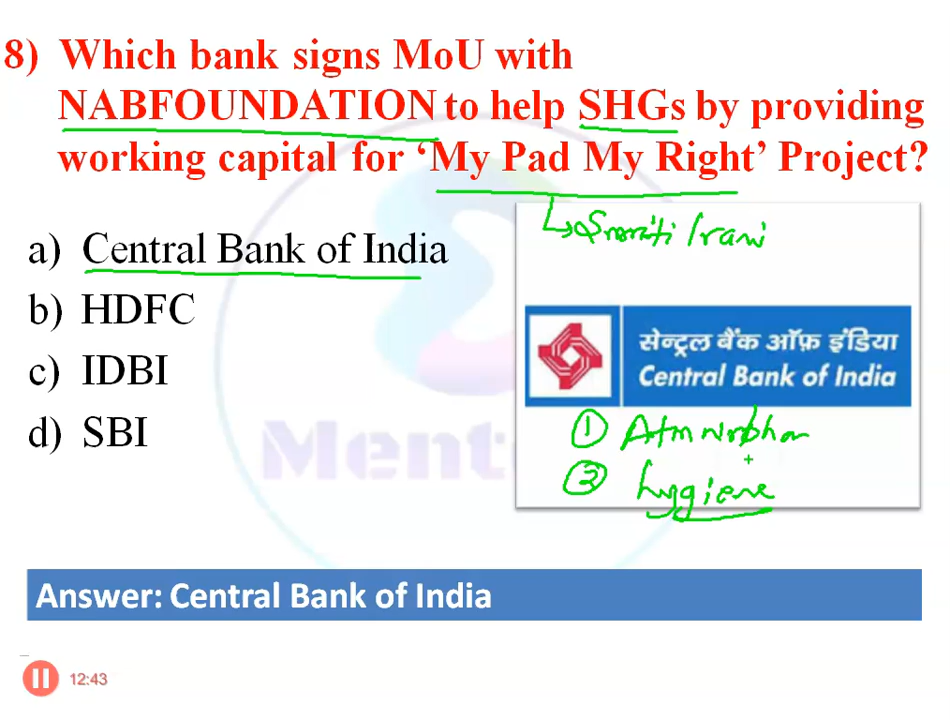 8) Which bank signs MoU with
NABFOUNDATION to help SHGs by providing
working capital for ‘My Pad My Right’ Project?
↳ Smriti Irani
a) Central Bank of India
b) HDFC
c) IDBI
d) SBI
सेन्ट्रल बैंक ऑफ़ इंडिया
Central Bank of India
① Atmnirbhar
② hygiene
Mento
Answer: Central Bank of India
12:43